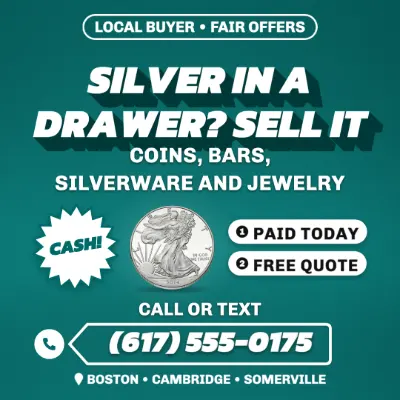 LOCAL BUYER • FAIR OFFERS
SILVER IN A
DRAWER? SELL IT
COINS, BARS,
SILVERWARE AND JEWELRY
CASH!
1 PAID TODAY
2 FREE QUOTE
CALL OR TEXT
(617) 555-0175
BOSTON • CAMBRIDGE • SOMERVILLE